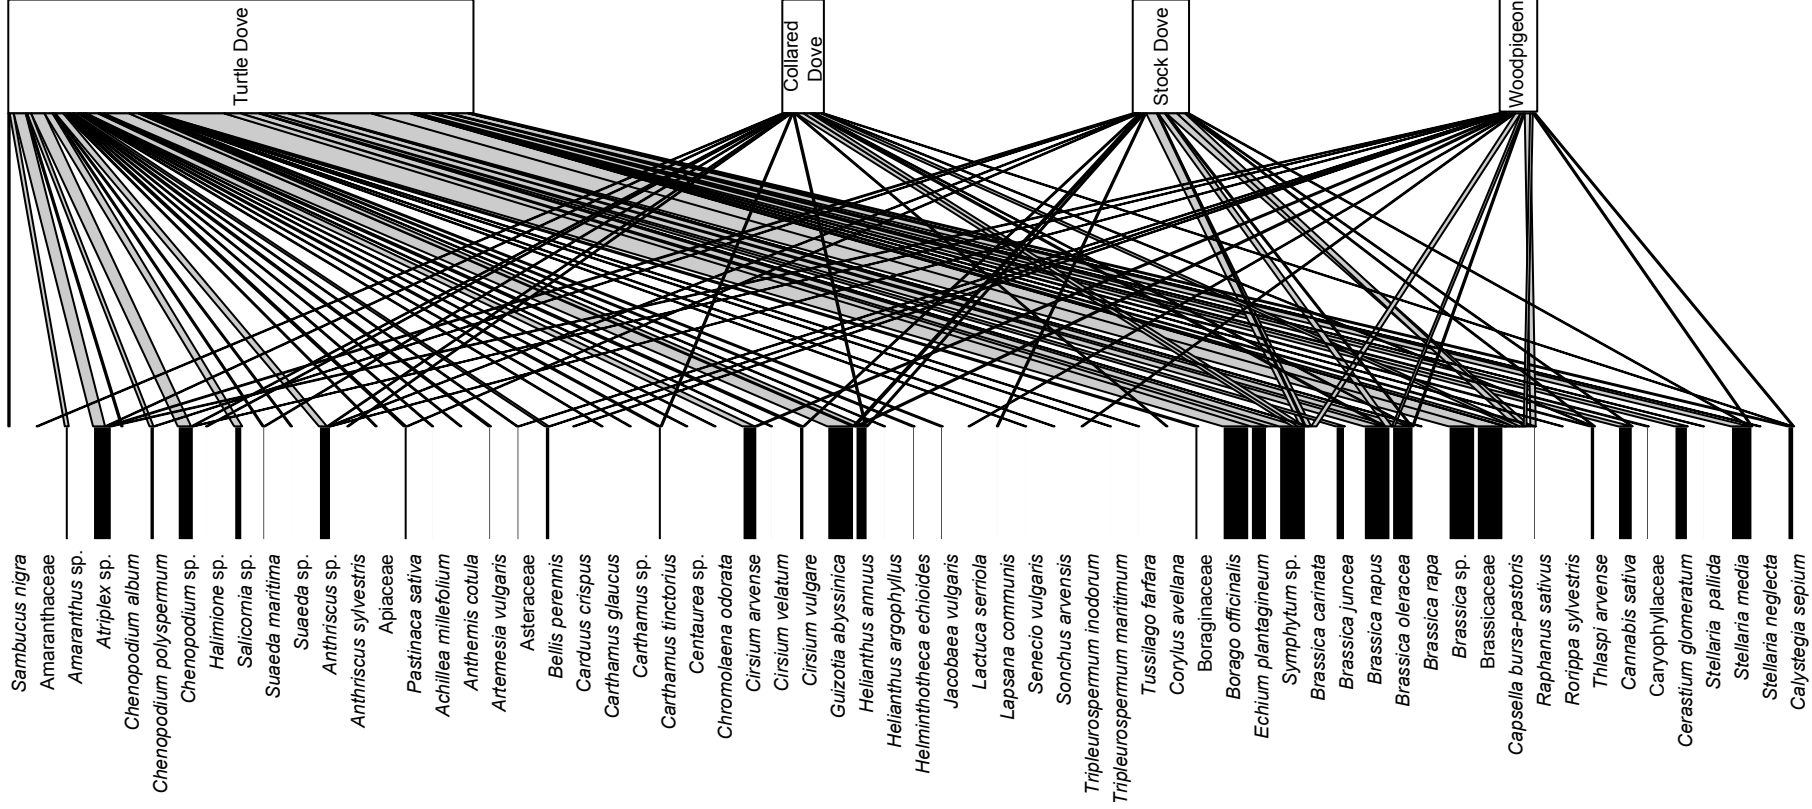 Turtle Dove
Collared
Dove
Stock Dove
Woodpigeon
Sambucus nigra
Amaranthaceae
Amaranthus sp.
Atriplex sp.
Chenopodium album
Chenopodium polyspermum
Chenopodium sp.
Halimione sp.
Salicornia sp.
Suaeda maritima
Suaeda sp.
Anthriscus sp.
Anthriscus sylvestris
Apiaceae
Pastinaca sativa
Achillea millefolium
Anthemis cotula
Artemesia vulgaris
Asteraceae
Bellis perennis
Carduus crispus
Carthamus glaucus
Carthamus sp.
Carthamus tinctorius
Centaurea sp.
Chromolaena odorata
Cirsium arvense
Cirsium velatum
Cirsium vulgare
Guizotia abyssinica
Helianthus annuus
Helianthus argophyllus
Helminthotheca echioides
Jacobaea vulgaris
Lactuca serriola
Lapsana communis
Senecio vulgaris
Sonchus arvensis
Tripleurospermum inodorum
Tripleurospermum maritimum
Tussilago farfara
Corylus avellana
Boraginaceae
Borago officinalis
Echium plantagineum
Symphytum sp.
Brassica carinata
Brassica juncea
Brassica napus
Brassica oleracea
Brassica rapa
Brassica sp.
Brassicaceae
Capsella bursa-pastoris
Raphanus sativus
Rorippa sylvestris
Thlaspi arvense
Cannabis sativa
Caryophyllaceae
Cerastium glomeratum
Stellaria pallida
Stellaria media
Stellaria neglecta
Calystegia sepium